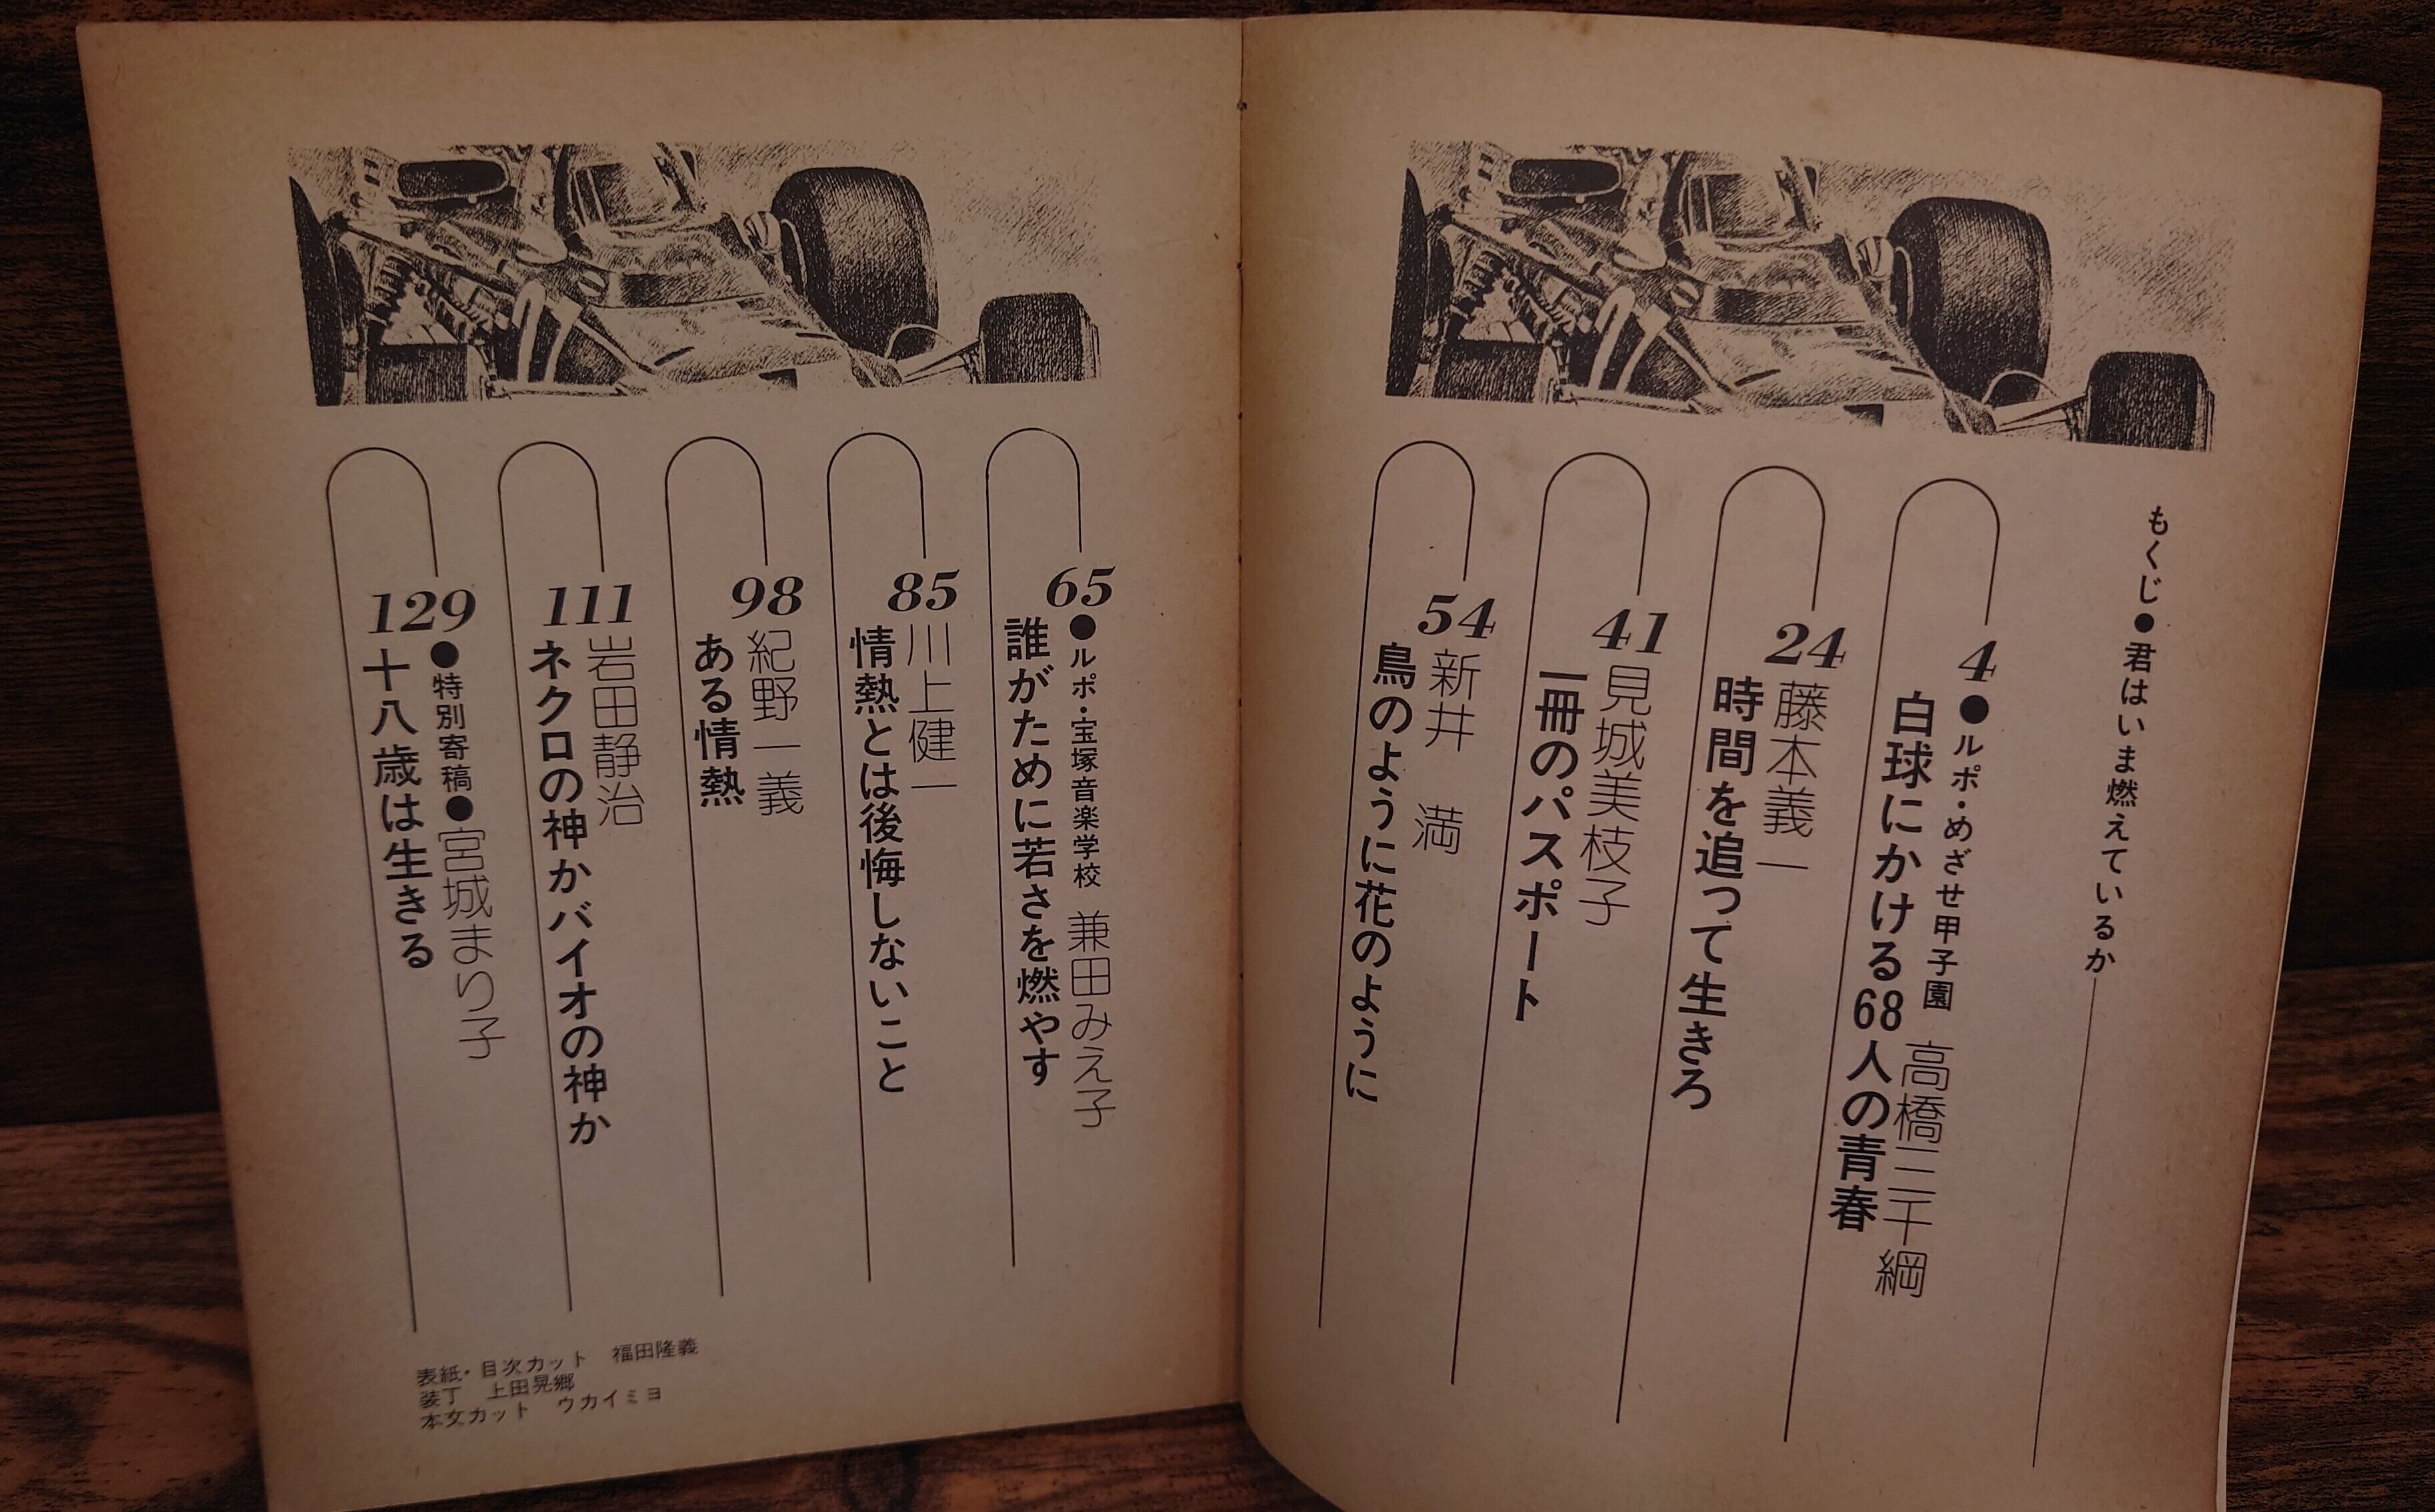 もくじ●君はいま燃えているか
4●ルポ・めざせ甲子園 高橋三千綱
白球にかける68人の青春
24 藤本義一
時間を追って生きろ
41 見城美枝子
一冊のパスポート
54 新井 満
鳥のように花のように
65●ルポ・宝塚音楽学校 兼田みえ子
誰がために若さを燃やす
85 川上健一
情熱とは後悔しないこと
98 紀野一義
ある情熱
111 岩田静治
ネクロの神かバイオの神か
129●特別寄稿●宮城まり子
十八歳は生きる
表紙・目次カット 福田隆義
装丁 上田晃郷
本文カット ウカイミヨ